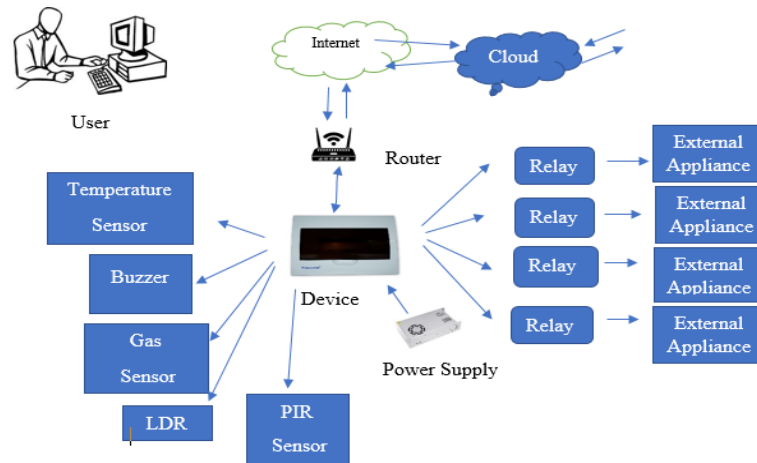 Internet
Cloud
User
Router
Relay
External
Appliance
Temperature
Sensor
Relay
External
Appliance
Buzzer
Device
Relay
External
Appliance
Gas
Sensor
Relay
External
Appliance
Power Supply
LDR
PIR
Sensor